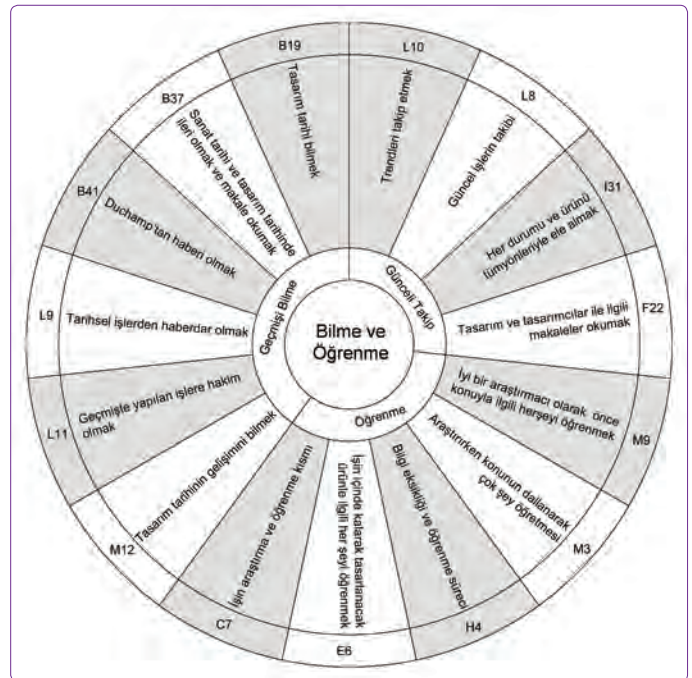 Bilme ve
Öğrenme
Günceli Takip
L10
Trendleri takip etmek
L8
Güncel işlerin takibi
I31
Her durumu ve ürünü
tümyönleriyle ele almak
F22
Tasarım ve tasarımcılar ile ilgili
makaleler okumak
Öğrenme
M9
İyi bir araştırmacı olarak önce
konuyla ilgili herşeyi öğrenmek
M3
Araştırırken konunun dallanarak
çok şey öğretmesi
H4
Bilgi eksikliği ve öğrenme süreci
E6
İşin içinde kalarak tasarlanacak
ürünle ilgili her şeyi öğrenmek
C7
İşin araştırma ve öğrenme kısmı
Geçmişi Bilme
M12
Tasarım tarihinin gelişimini bilmek
L11
Geçmişte yapılan işlere hakim
olmak
L9
Tarihsel işlerden haberdar olmak
B41
Duchamp'tan haberi olmak
B37
Sanat tarihi ve tasarım tarihinde
ileri olmak ve makale okumak
B19
Tasarım tarihi bilmek